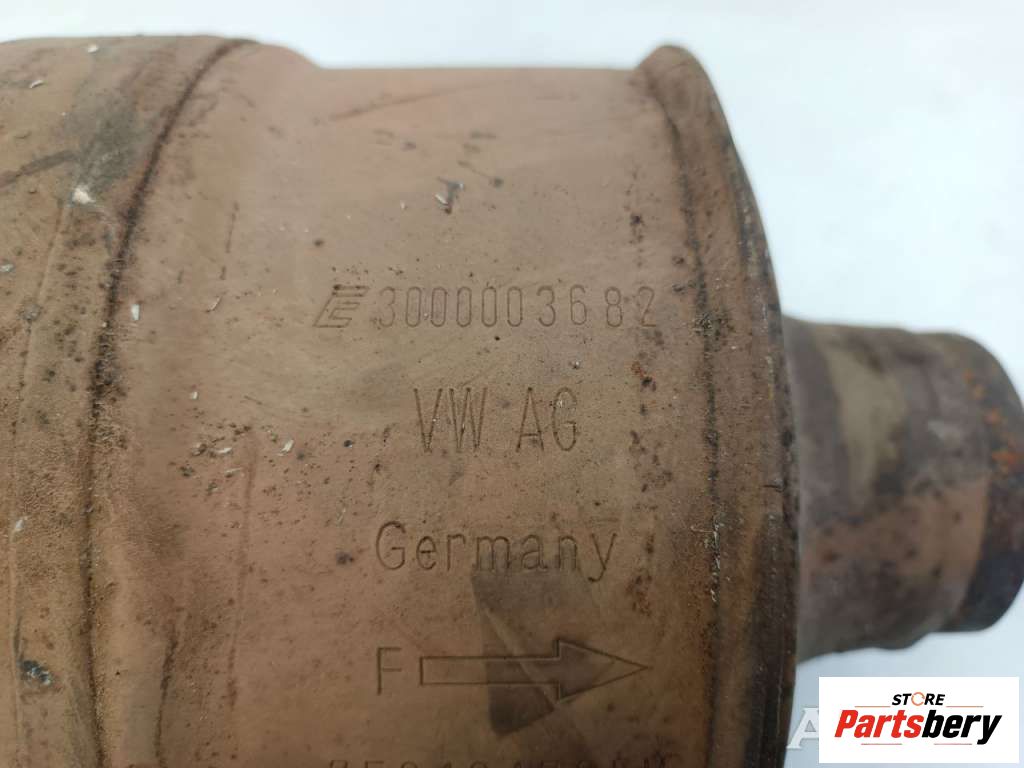 E 3000003682
VW AG
Germany
F
STORE
Partsbery